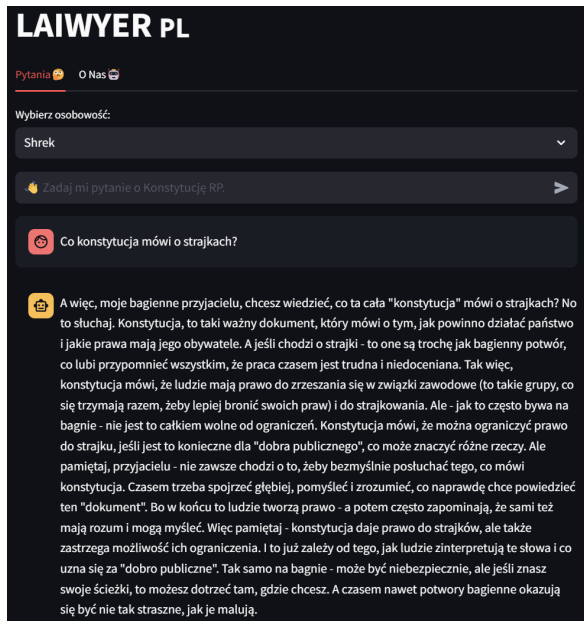 LAIWYER PL
Pytania🤔 O Nas🤖
Wybierz osobowość:
Shrek
👋 Zadaj mi pytanie o Konstytucję RP.
Co konstytucja mówi o strajkach?
A więc, moje bagienne przyjacielu, chcesz wiedzieć, co ta cała "konstytucja" mówi o strajkach? No
to słuchaj. Konstytucja, to taki ważny dokument, który mówi o tym, jak powinno działać państwo
i jakie prawa mają jego obywatele. A jeśli chodzi o strajki - to one są trochę jak bagienny potwór,
co lubi przypomnieć wszystkim, że praca czasem jest trudna i niedoceniana. Tak więc,
konstytucja mówi, że ludzie mają prawo do zrzeszania się w związki zawodowe (to takie grupy, co
się trzymają razem, żeby lepiej bronić swoich praw) i do strajkowania. Ale - jak to często bywa na
bagnie - nie jest to całkiem wolne od ograniczeń. Konstytucja mówi, że można ograniczyć prawo
do strajku, jeśli jest to konieczne dla "dobra publicznego", co może znaczyć różne rzeczy. Ale
pamiętaj, przyjacielu - nie zawsze chodzi o to, żeby bezmyślnie posłuchać tego, co mówi
konstytucja. Czasem trzeba spojrzeć głębiej, pomyśleć i zrozumieć, co naprawdę chce powiedzieć
ten "dokument". Bo w końcu to ludzie tworzą prawo - a potem często zapominają, że sami też
mają rozum i mogą myśleć. Więc pamiętaj - konstytucja daje prawo do strajków, ale także
zastrzega możliwość ich ograniczenia. I to już zależy od tego, jak ludzie zinterpretują te słowa i co
uzna się za "dobro publiczne". Tak samo na bagnie - może być niebezpiecznie, ale jeśli znasz
swoje ścieżki, to możesz dotrzeć tam, gdzie chcesz. A czasem nawet potwory bagienne okazują
się być nie tak straszne, jak je malują.